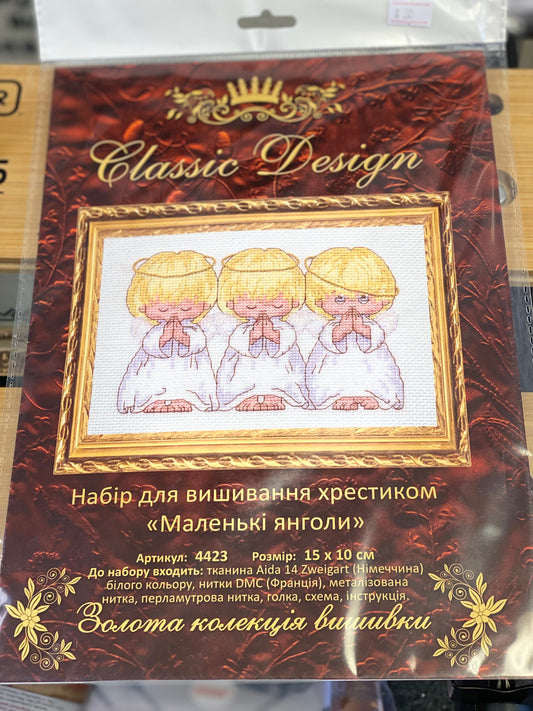 Classic Design
Набір для вишивання хрестиком
«Маленькі янголи»
Артикул: 4423 Розмір: 15 х 10 см
До набору входить: тканина Aida 14 Zweigart (Німеччина)
білого кольору, нитки DMC (Франція), металізована
нитка, перламутрова нитка, голка, схема, інструкція.
Золота колекція вишивки